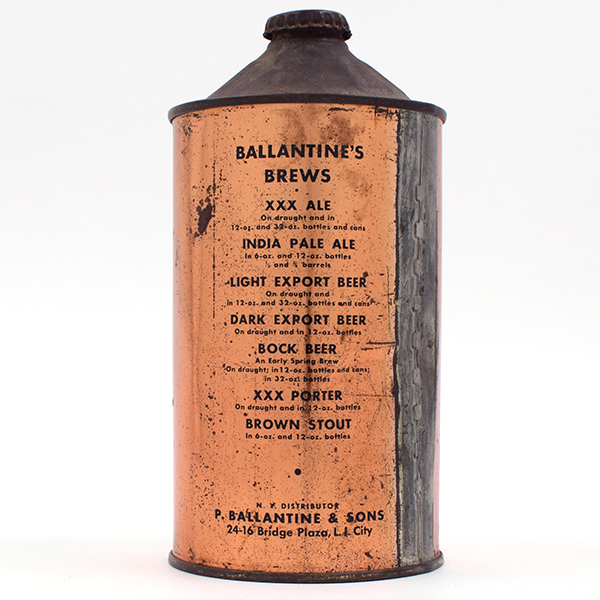 BALLANTINE'S
BREWS
XXX ALE
On draught and in
12-oz. and 32-oz. bottles and cans
INDIA PALE ALE
In 6-oz. and 12-oz. bottles
and barrels
LIGHT EXPORT BEER
On draught and
in 12-oz. and 32-oz. bottles and cans
DARK EXPORT BEER
On draught and in 12-oz. bottles
BOCK BEER
An Early Spring Brew
On draught; in 12-oz. bottles and cans;
in 32-oz. bottles
XXX PORTER
On draught and in 12-oz. bottles
BROWN STOUT
In 6-oz. and 12-oz. bottles
N. Y. DISTRIBUTOR
P. BALLANTINE & SONS
24-16 Bridge Plaza, L. I. City